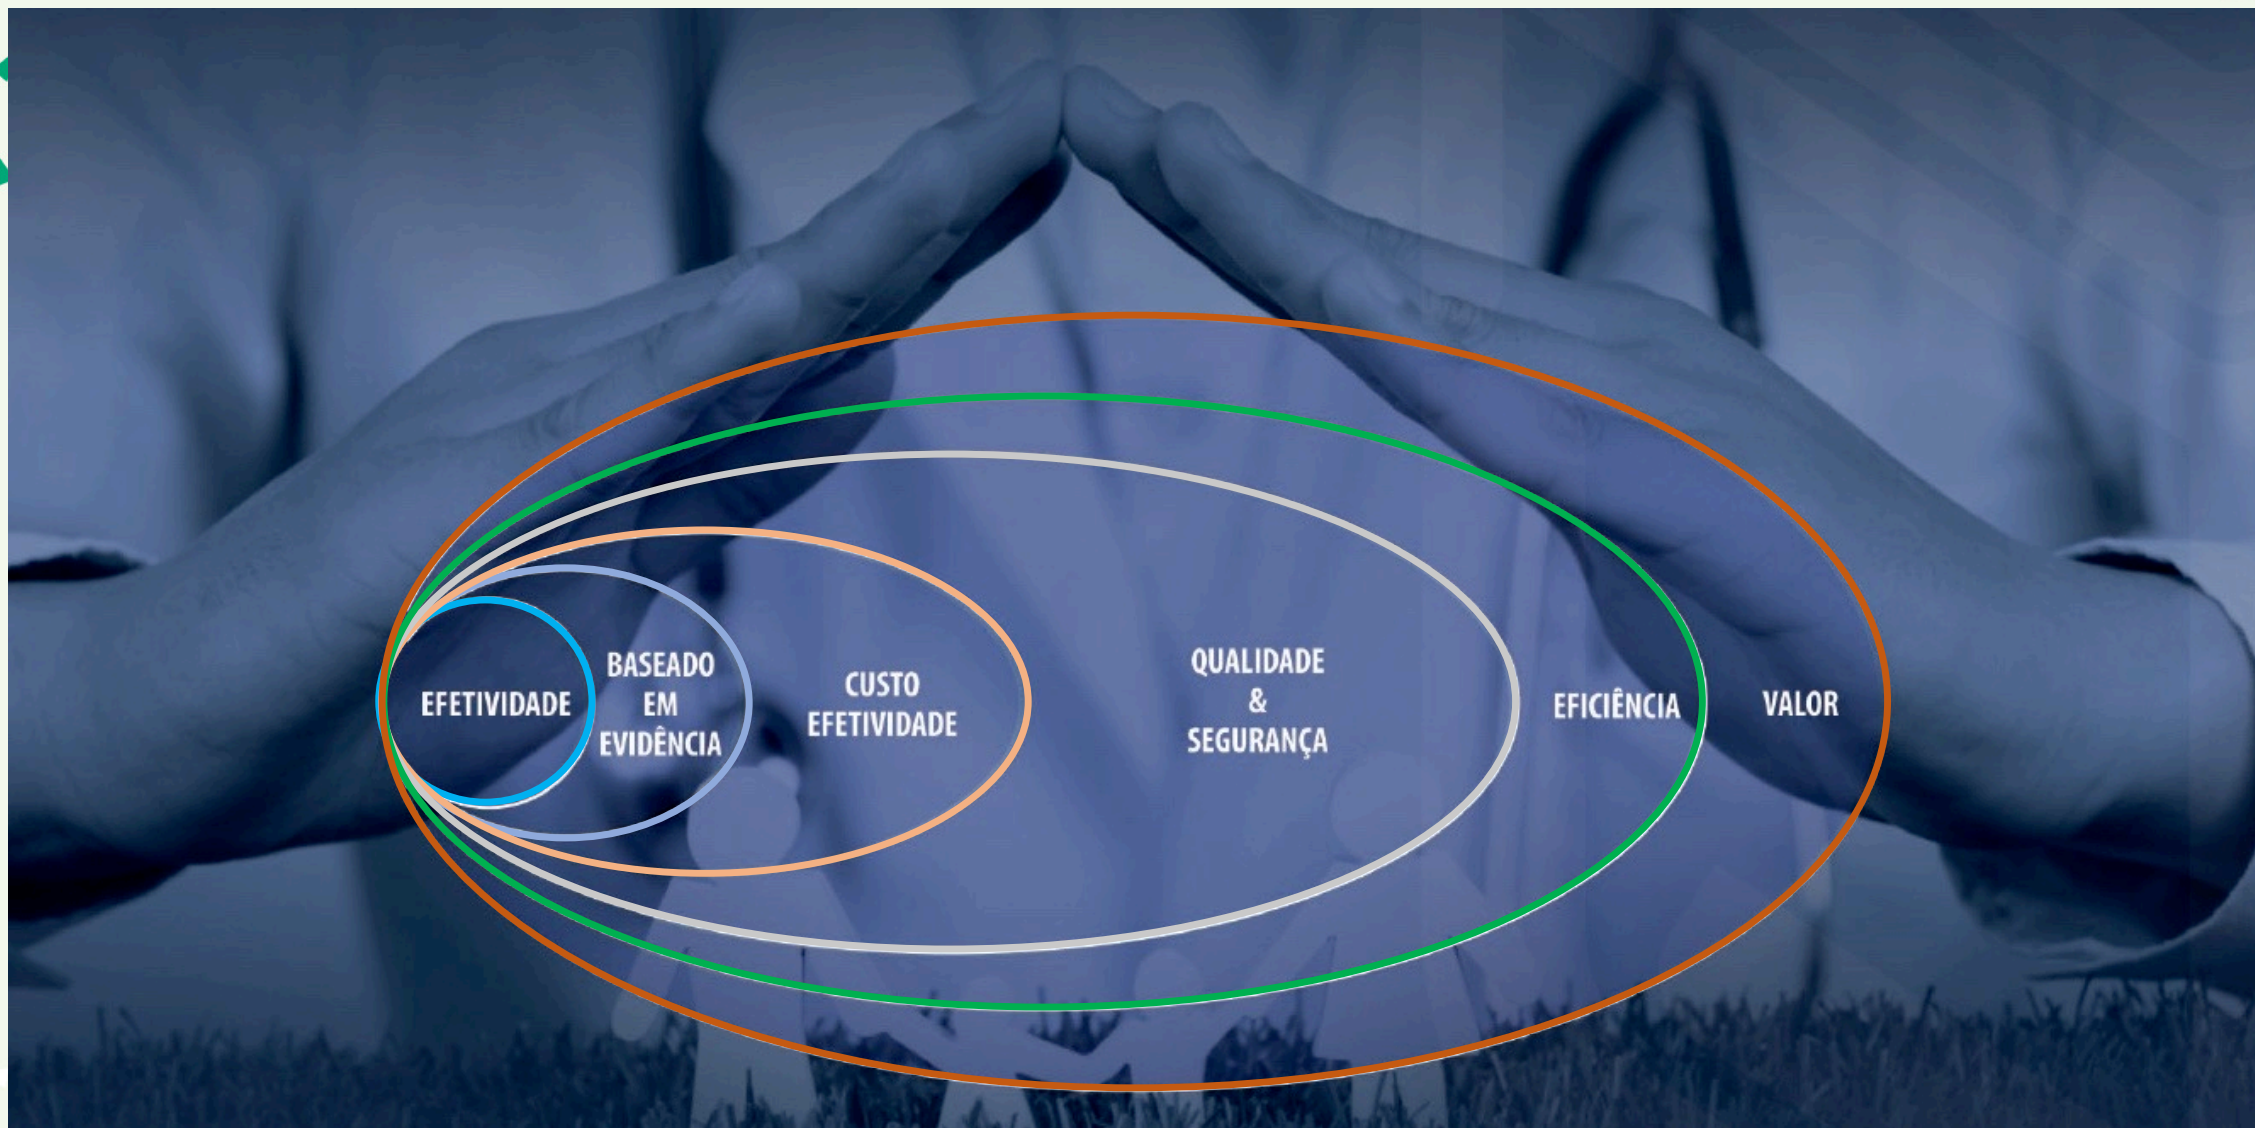 EFETIVIDADE
BASEADO
EM
EVIDÊNCIA
CUSTO
EFETIVIDADE
QUALIDADE
&
SEGURANÇA
EFICIÊNCIA
VALOR